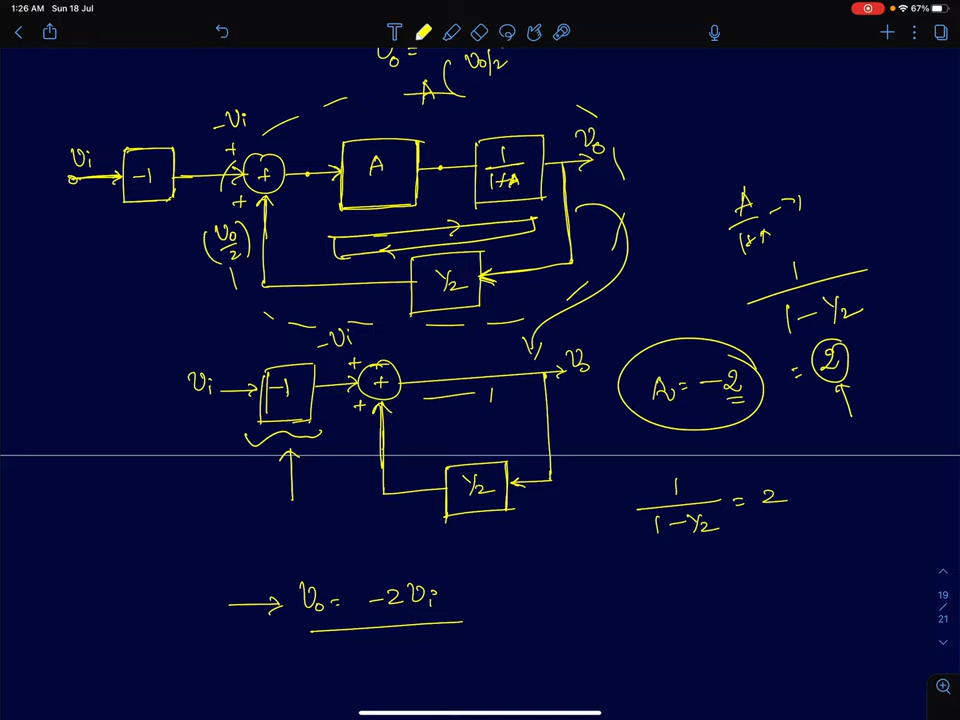 1:26 AM Sun 18 Jul
67%
T
v₀ =
v₀/2
A
-Vi
Vi
+
-1
+
+
A
1/(1+A)
v₀
(v₀/2)
Y₂
A
1
1 - Y₂
-Vi
Vi
-1
+
+
+
V₀
1
Aᵥ = -2
= 2
Y₂
1/(1-Y₂) = 2
→ V₀ = -2Vi
19
21